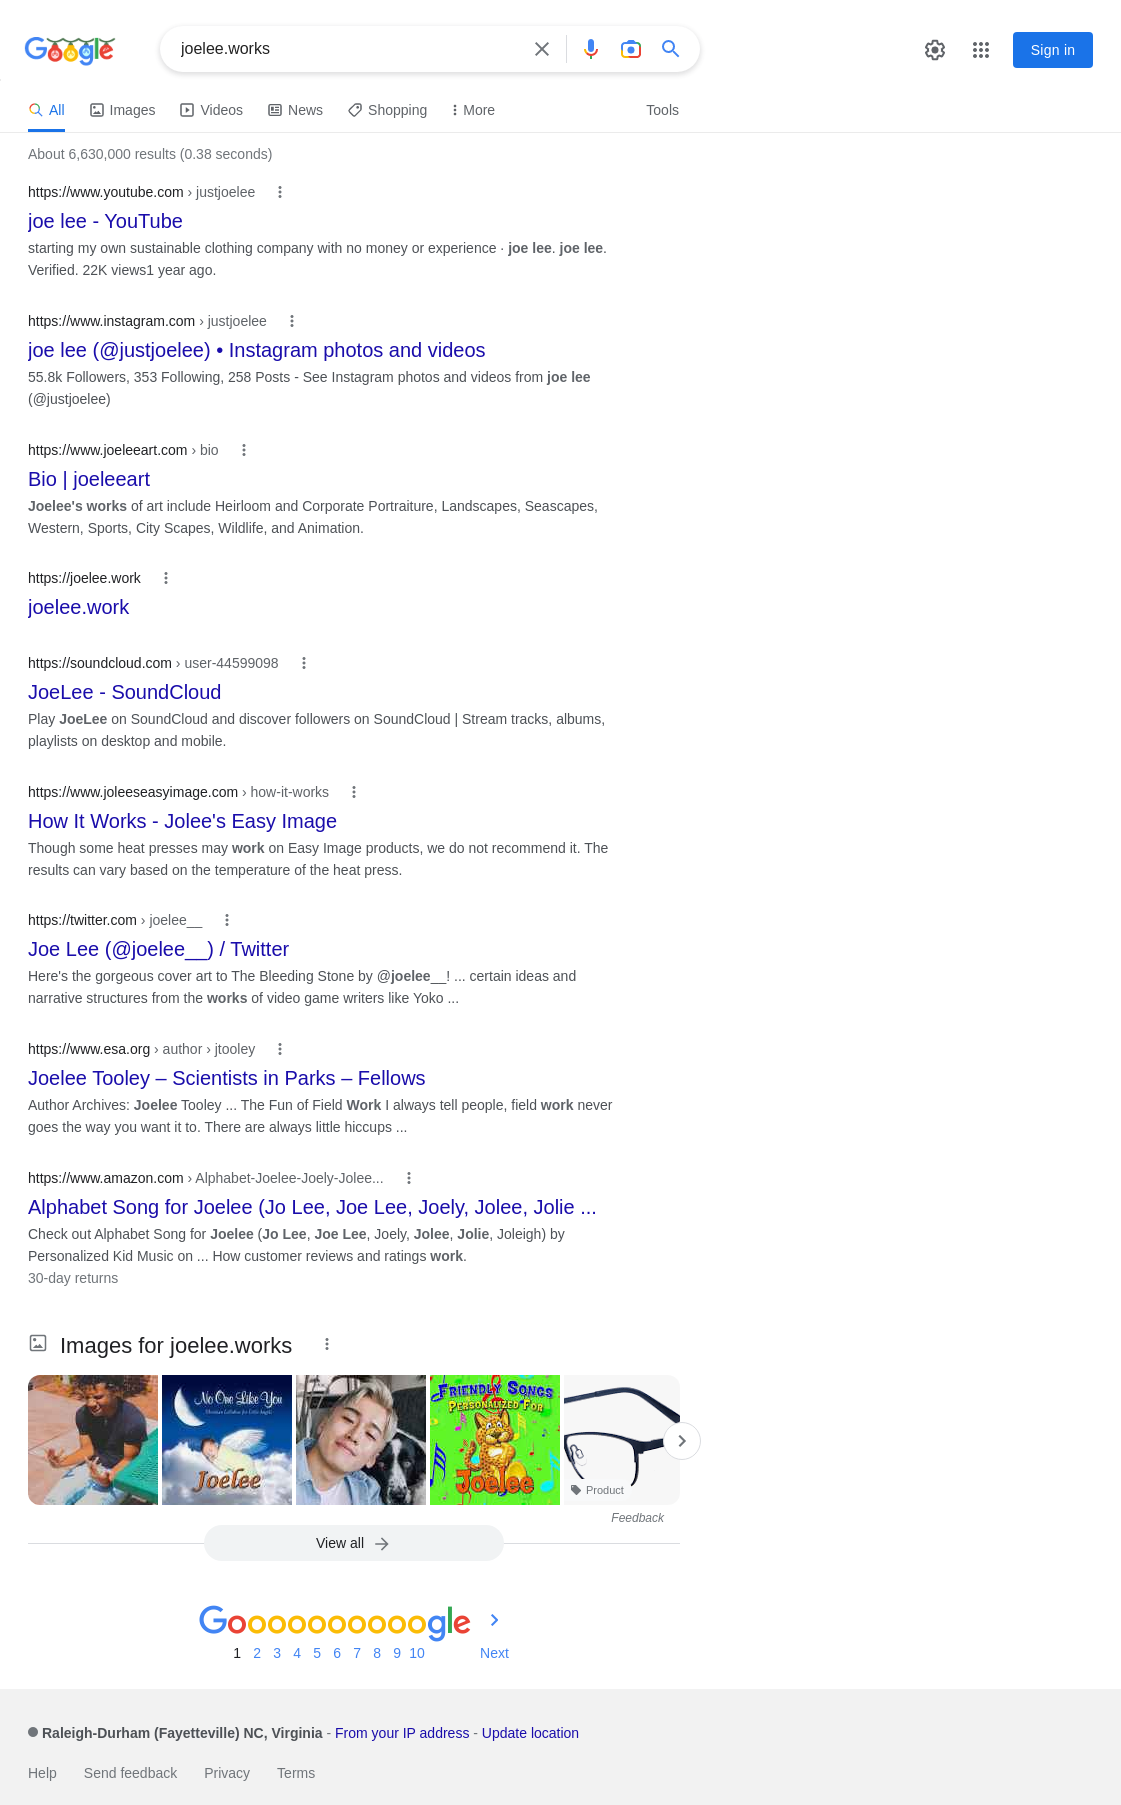 Google
joelee.works
Sign in
All
Images
Videos
News
Shopping
More
Tools
About 6,630,000 results (0.38 seconds)
https://www.youtube.com › justjoelee
joe lee - YouTube
starting my own sustainable clothing company with no money or experience · joe lee. joe lee.
Verified. 22K views1 year ago.
https://www.instagram.com › justjoelee
joe lee (@justjoelee) • Instagram photos and videos
55.8k Followers, 353 Following, 258 Posts - See Instagram photos and videos from joe lee
(@justjoelee)
https://www.joeleeart.com › bio
Bio | joeleeart
Joelee's works of art include Heirloom and Corporate Portraiture, Landscapes, Seascapes,
Western, Sports, City Scapes, Wildlife, and Animation.
https://joelee.work
joelee.work
https://soundcloud.com › user-44599098
JoeLee - SoundCloud
Play JoeLee on SoundCloud and discover followers on SoundCloud | Stream tracks, albums,
playlists on desktop and mobile.
https://www.joleeseasyimage.com › how-it-works
How It Works - Jolee's Easy Image
Though some heat presses may work on Easy Image products, we do not recommend it. The
results can vary based on the temperature of the heat press.
https://twitter.com › joelee__
Joe Lee (@joelee__) / Twitter
Here's the gorgeous cover art to The Bleeding Stone by @joelee__! ... certain ideas and
narrative structures from the works of video game writers like Yoko ...
https://www.esa.org › author › jtooley
Joelee Tooley – Scientists in Parks – Fellows
Author Archives: Joelee Tooley ... The Fun of Field Work I always tell people, field work never
goes the way you want it to. There are always little hiccups ...
https://www.amazon.com › Alphabet-Joelee-Joely-Jolee...
Alphabet Song for Joelee (Jo Lee, Joe Lee, Joely, Jolee, Jolie ...
Check out Alphabet Song for Joelee (Jo Lee, Joe Lee, Joely, Jolee, Jolie, Joleigh) by
Personalized Kid Music on ... How customer reviews and ratings work.
30-day returns
Images for joelee.works
No One Like You
Joelee
FRIENDLY SONGS
PERSONALIZED FOR
Joelee
Product
Feedback
View all
Goooooooooogle
1 2 3 4 5 6 7 8 9 10 Next
Raleigh-Durham (Fayetteville) NC, Virginia - From your IP address - Update location
Help Send feedback Privacy Terms